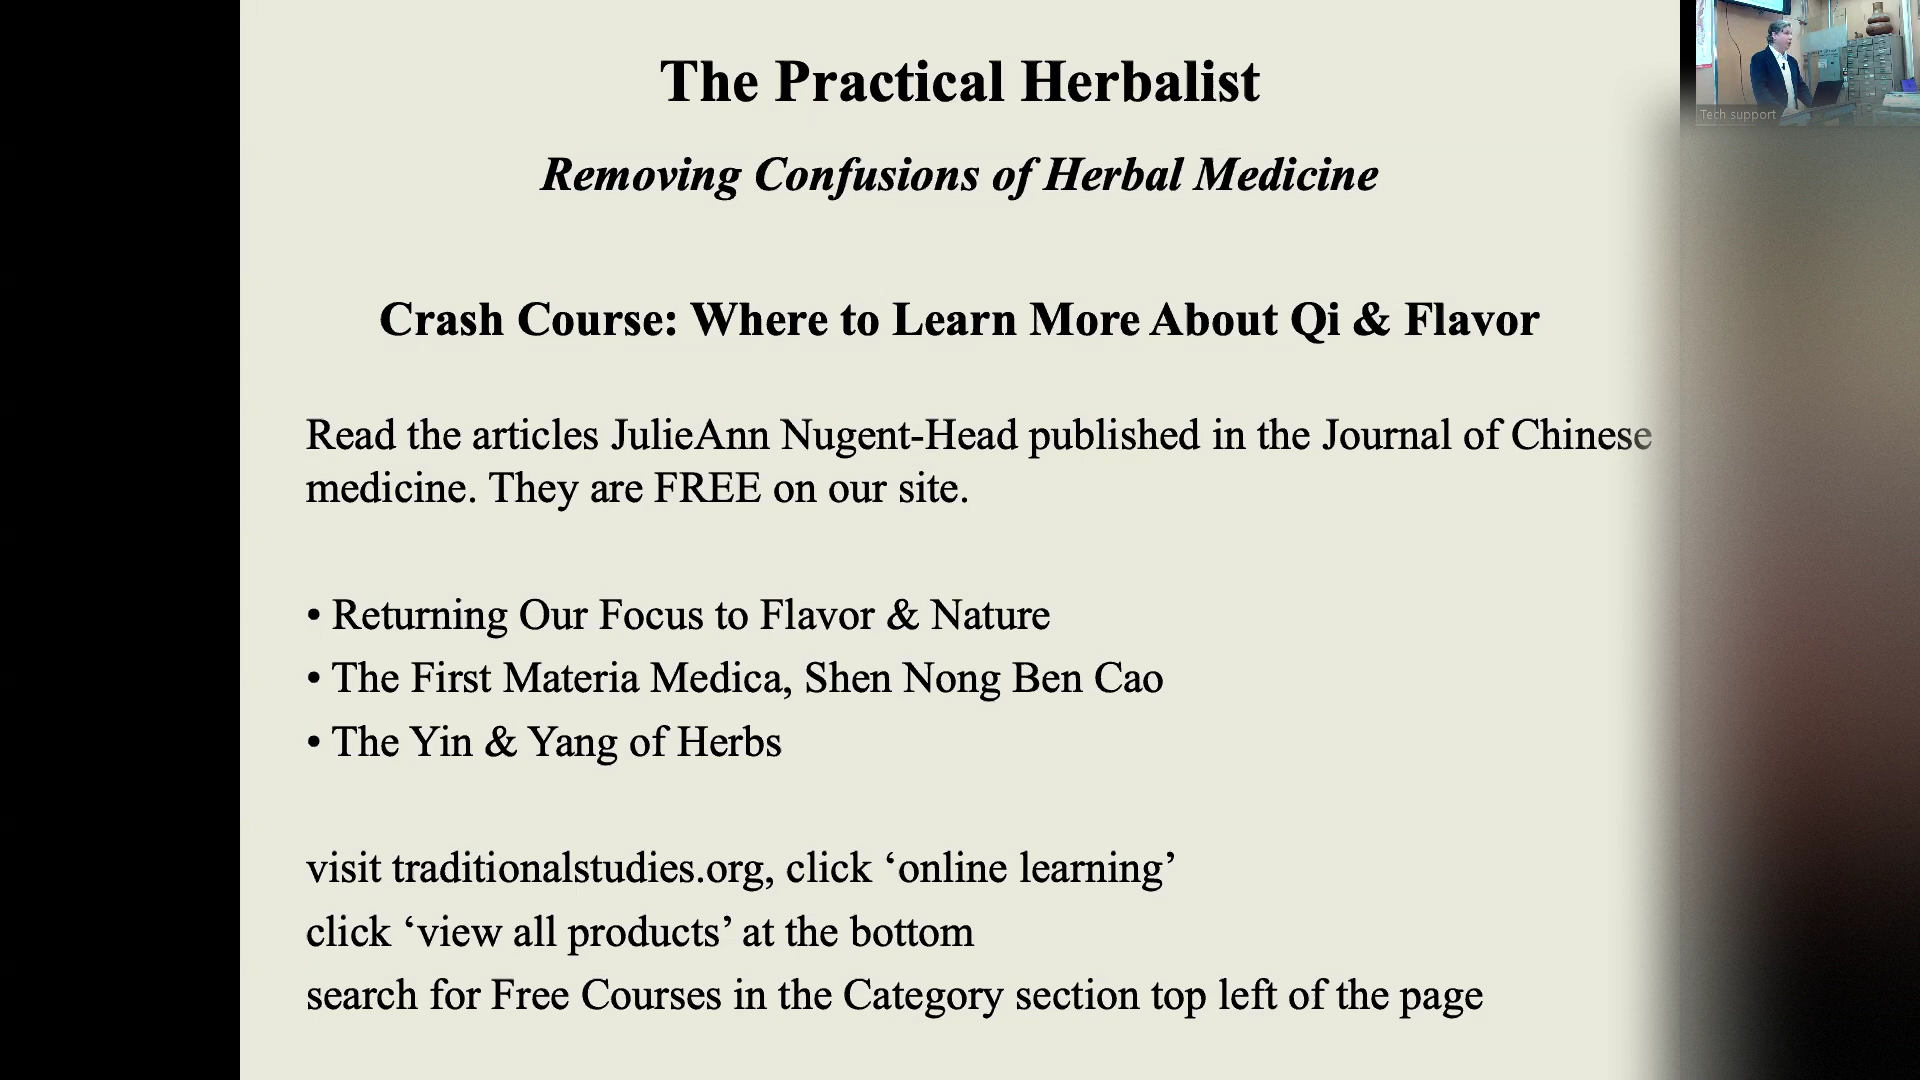 The Practical Herbalist
Removing Confusions of Herbal Medicine
Crash Course: Where to Learn More About Qi & Flavor
Read the articles JulieAnn Nugent-Head published in the Journal of Chinese
medicine. They are FREE on our site.
• Returning Our Focus to Flavor & Nature
• The First Materia Medica, Shen Nong Ben Cao
• The Yin & Yang of Herbs
visit traditionalstudies.org, click ‘online learning’
click ‘view all products’ at the bottom
search for Free Courses in the Category section top left of the page
Tech support